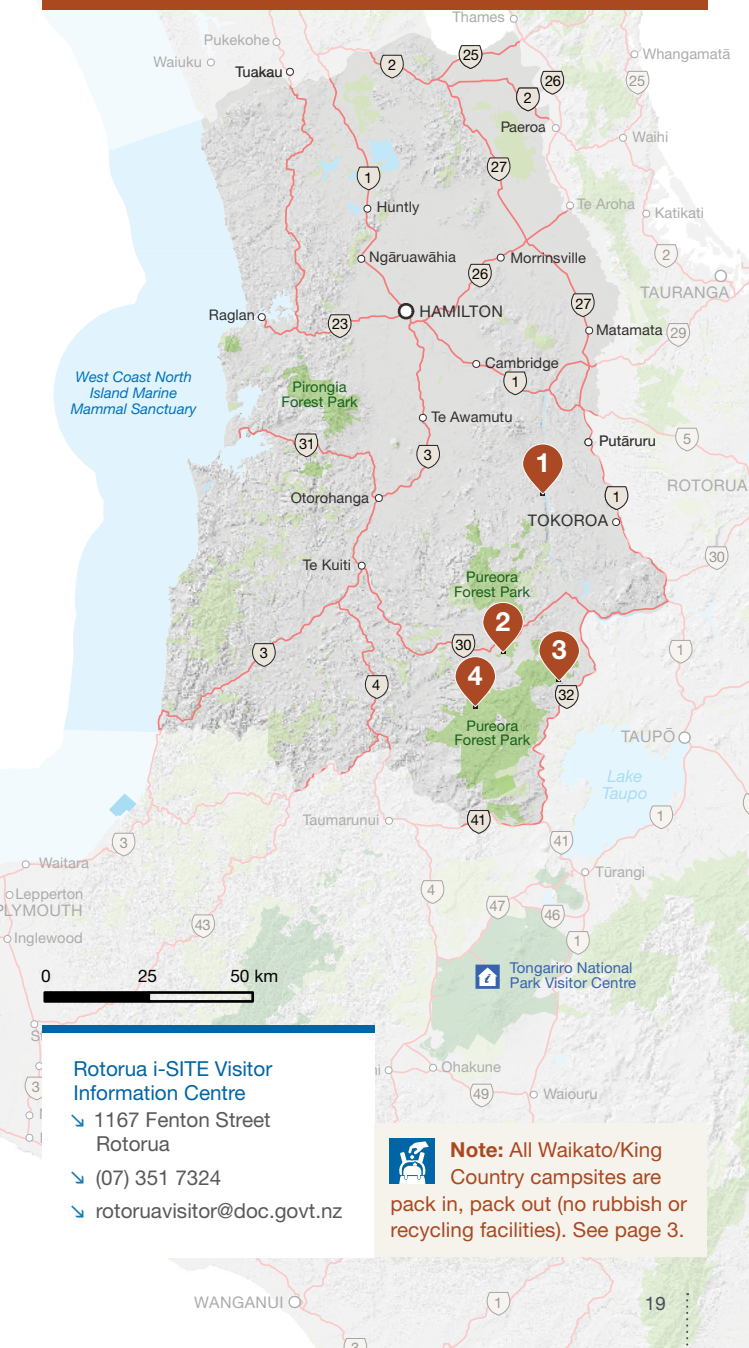 Thames
Pukekohe
Waiuku
Whangamatā
Tuakau
2
25
26
25
2
Paeroa
Waihi
27
1
Huntly
Te Aroha
Katikati
Ngāruawāhia
Morrinsville
2
26
TAURANGA
Raglan
HAMILTON
27
23
Matamata
29
Cambridge
West Coast North
Island Marine
Mammal Sanctuary
Pirongia
Forest Park
1
Te Awamutu
31
3
Putāruru
5
1
ROTORUA
Otorohanga
1
TOKOROA
30
Te Kuiti
Pureora
Forest Park
2
30
3
3
1
4
4
32
Pureora
Forest Park
TAUPŌ
Lake
Taupo
Taumarunui
41
1
3
41
Waitara
Tūrangi
Lepperton
PLYMOUTH
4
47
46
43
Inglewood
1
Tongariro National
Park Visitor Centre
0 25 50 km
3
Ohakune
49
Waiouru
Rotorua i-SITE Visitor
Information Centre
↘ 1167 Fenton Street
Rotorua
↘ (07) 351 7324
↘ rotoruavisitor@doc.govt.nz
Note: All Waikato/King
Country campsites are
pack in, pack out (no rubbish or
recycling facilities). See page 3.
WANGANUI
1
19
3